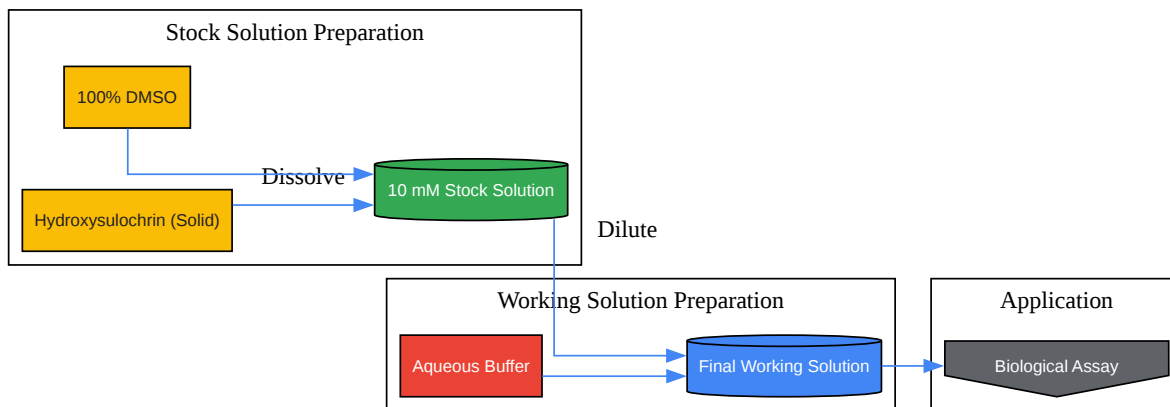 Stock Solution Preparation
100% DMSO
Dissolve
Hydroxysulochrin (Solid)
10 mM Stock Solution
Dilute
Working Solution Preparation
Aqueous Buffer
Final Working Solution
Application
Biological Assay